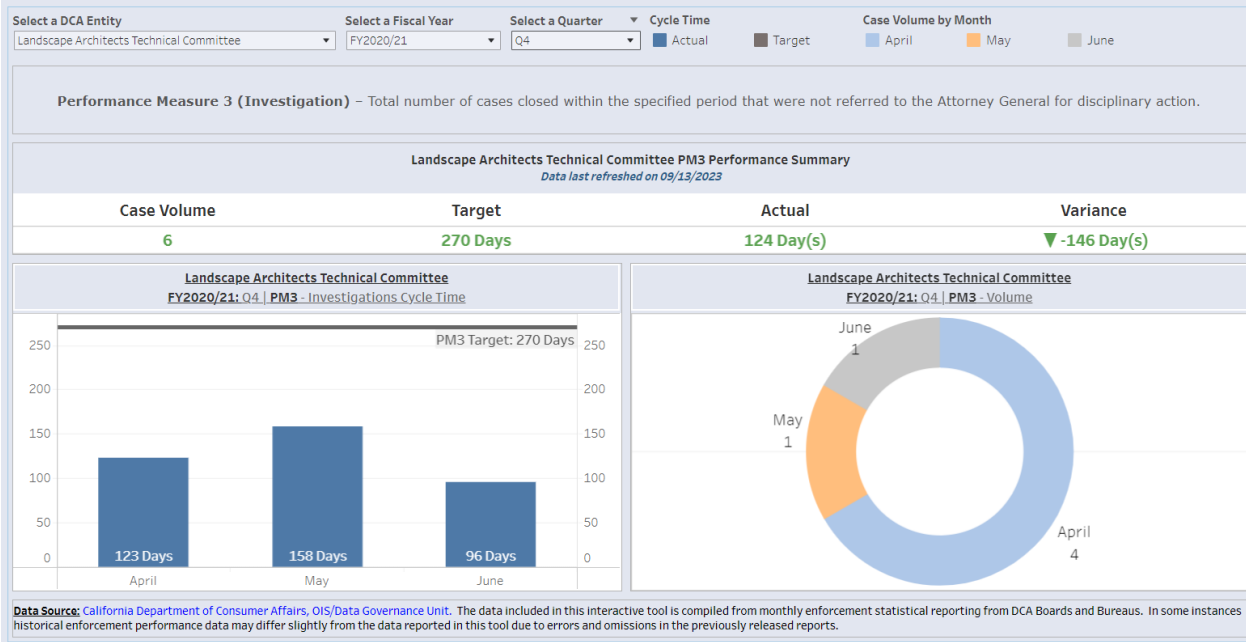 Select a DCA Entity
Landscape Architects Technical Committee
Select a Fiscal Year
FY2020/21
Select a Quarter
Q4
Cycle Time
Actual
Target
Case Volume by Month
April
May
June
Performance Measure 3 (Investigation) – Total number of cases closed within the specified period that were not referred to the Attorney General for disciplinary action.
Landscape Architects Technical Committee PM3 Performance Summary
Data last refreshed on 09/13/2023
Case Volume
Target
Actual
Variance
6
270 Days
124 Day(s)
▼ -146 Day(s)
Landscape Architects Technical Committee
FY2020/21: Q4 | PM3 - Investigations Cycle Time
PM3 Target: 270 Days
250
200
150
100
50
0
250
200
150
100
50
0
123 Days
158 Days
96 Days
April
May
June
Landscape Architects Technical Committee
FY2020/21: Q4 | PM3 - Volume
June
1
May
1
April
4
Data Source: California Department of Consumer Affairs, OIS/Data Governance Unit. The data included in this interactive tool is compiled from monthly enforcement statistical reporting from DCA Boards and Bureaus. In some instances
historical enforcement performance data may differ slightly from the data reported in this tool due to errors and omissions in the previously released reports.